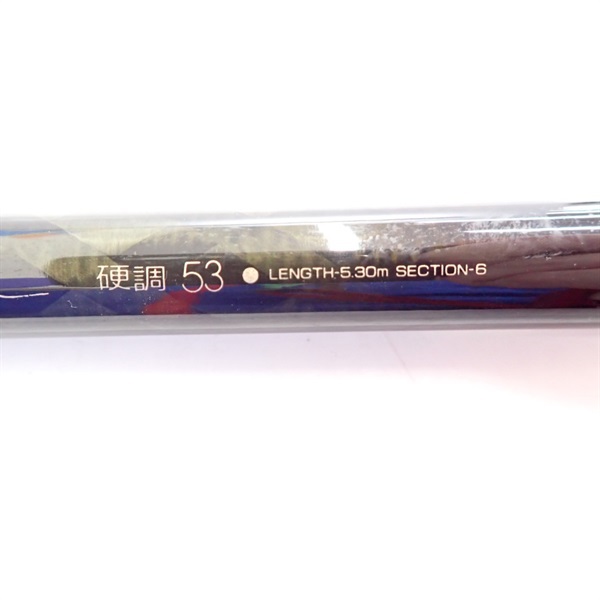 硬調 53 ● LENGTH-5.30m SECTION-6